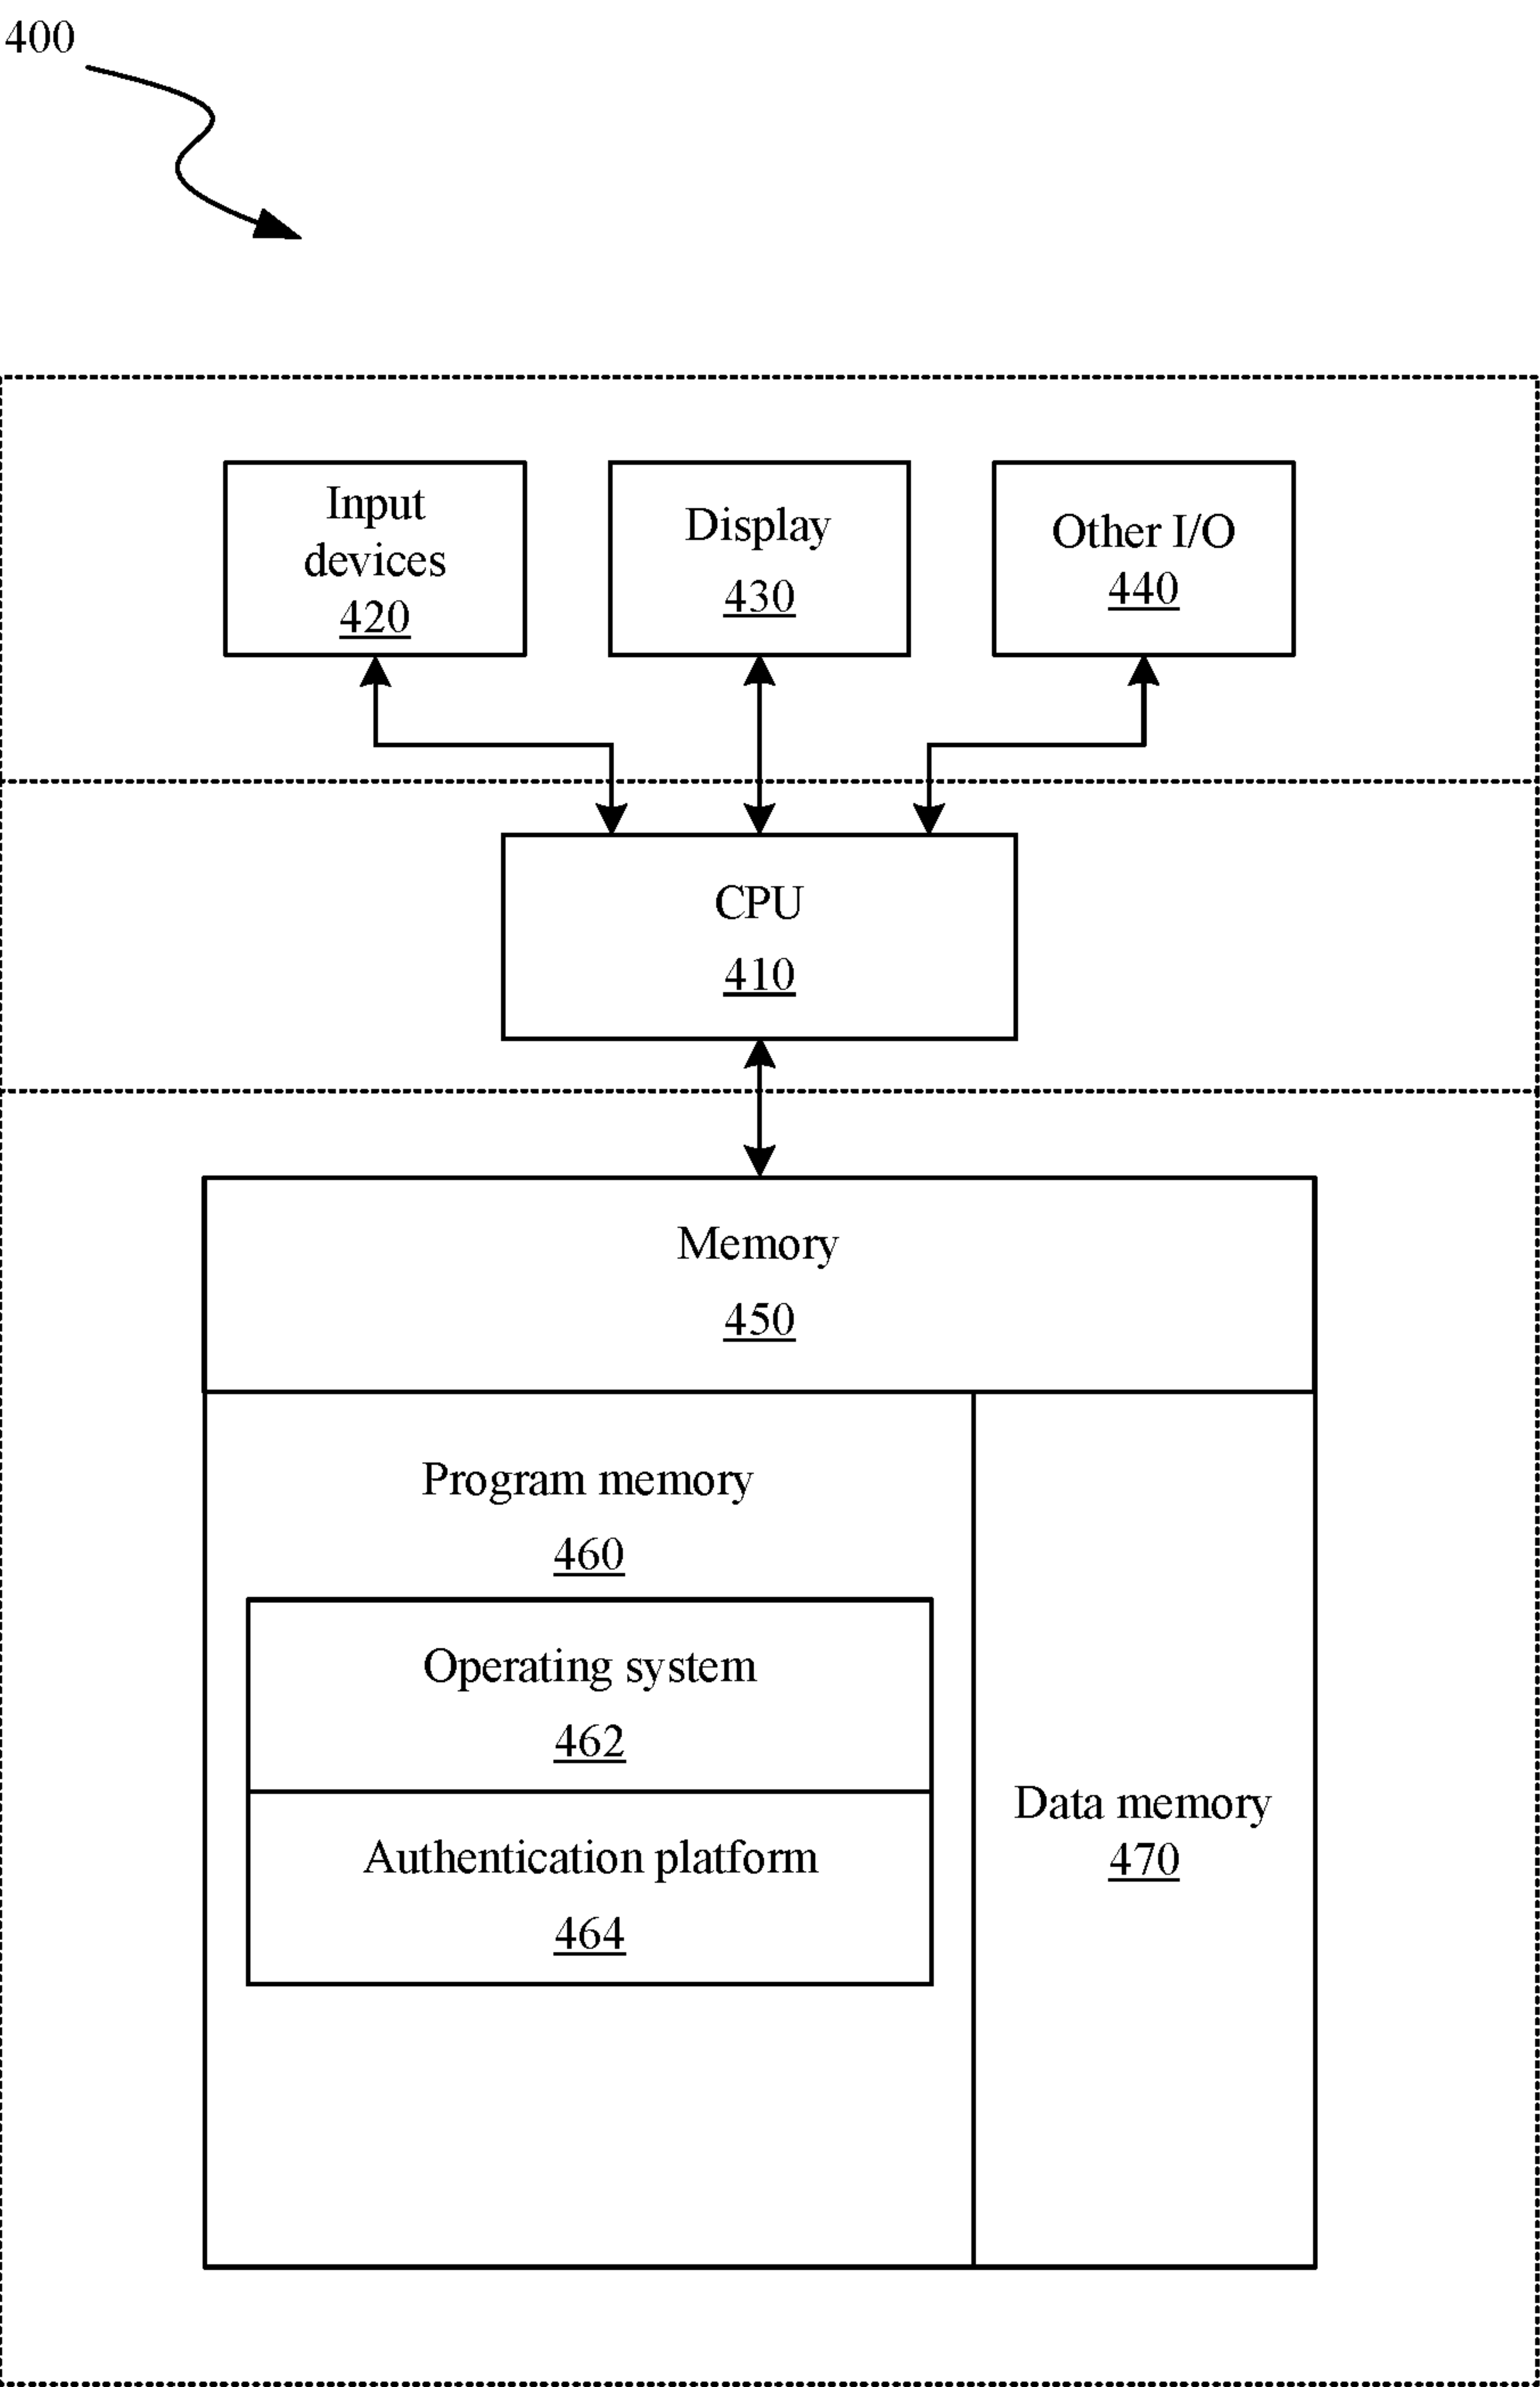 400
Input
devices
420
Display
430
Other I/O
440
CPU
410
Memory
450
Program memory
460
Operating system
462
Authentication platform
464
Data memory
470